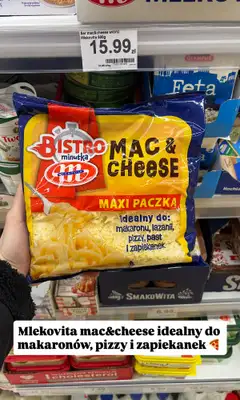 15.99
Feta
BISTRO
minutka
MAC &
CHEESE
MAXI PACZKA
idealny do:
makaronu, lazanii,
pizzy, past
i zapiekanek
SMAKUWITA
Mlekovita mac&cheese idealny do
makaronów, pizzy i zapiekanek 🍕